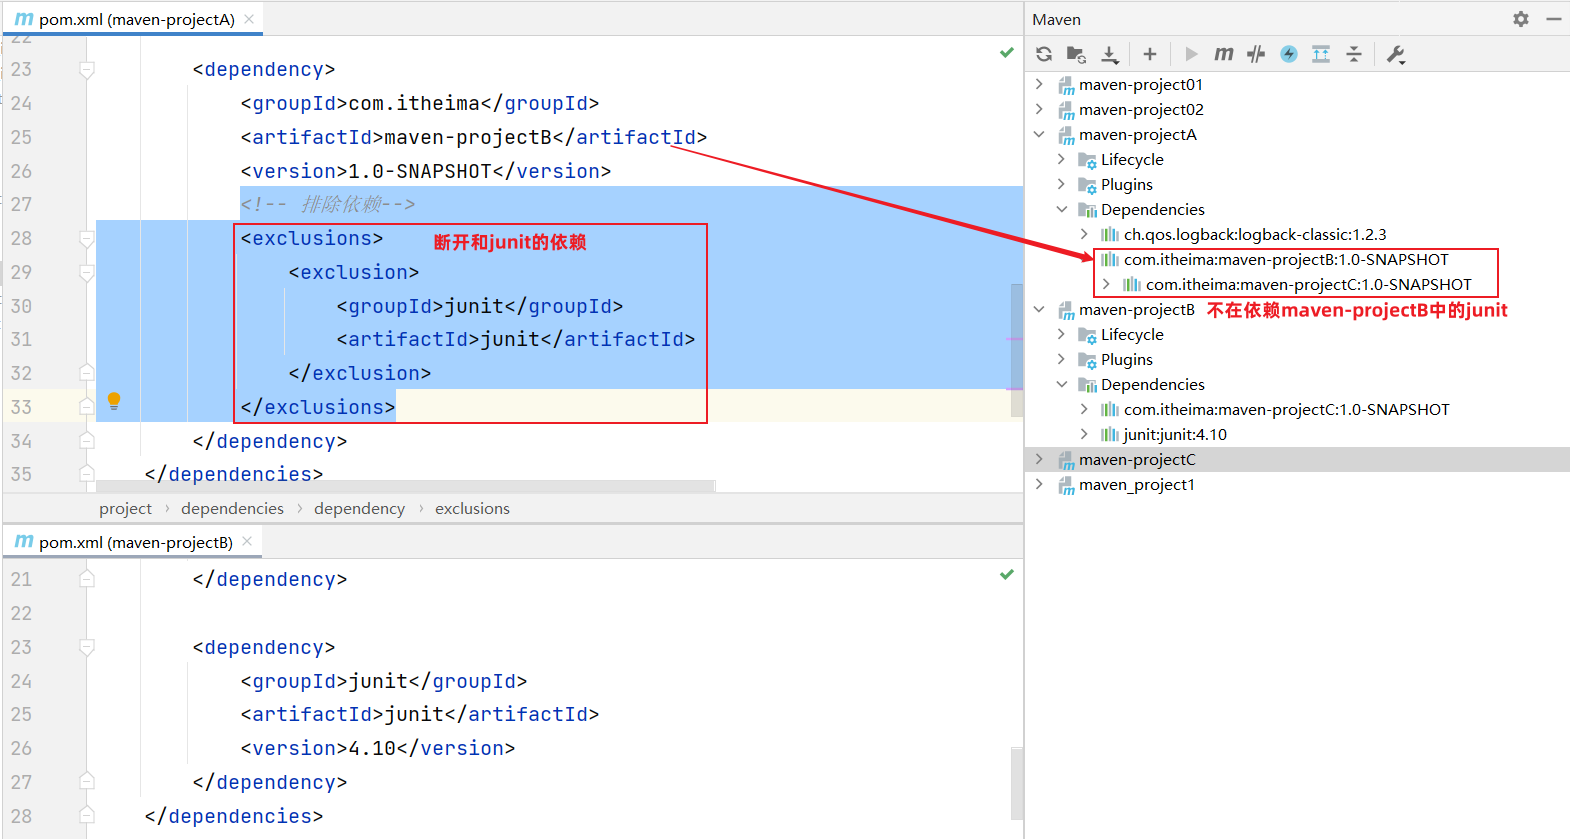 pom.xml (maven-projectA)
22
23 <dependency>
24 <groupId>com.itheima</groupId>
25 <artifactId>maven-projectB</artifactId>
26 <version>1.0-SNAPSHOT</version>
27 <!-- 排除依赖-->
28 <exclusions> 断开和junit的依赖
29 <exclusion>
30 <groupId>junit</groupId>
31 <artifactId>junit</artifactId>
32 </exclusion>
33 </exclusions>
34 </dependency>
35 </dependencies>
project › dependencies › dependency › exclusions
pom.xml (maven-projectB)
21 </dependency>
22
23 <dependency>
24 <groupId>junit</groupId>
25 <artifactId>junit</artifactId>
26 <version>4.10</version>
27 </dependency>
28 </dependencies>
Maven
maven-project01
maven-project02
maven-projectA
Lifecycle
Plugins
Dependencies
ch.qos.logback:logback-classic:1.2.3
com.itheima:maven-projectB:1.0-SNAPSHOT
com.itheima:maven-projectC:1.0-SNAPSHOT
maven-projectB 不在依赖maven-projectB中的junit
Lifecycle
Plugins
Dependencies
com.itheima:maven-projectC:1.0-SNAPSHOT
junit:junit:4.10
maven-projectC
maven_project1